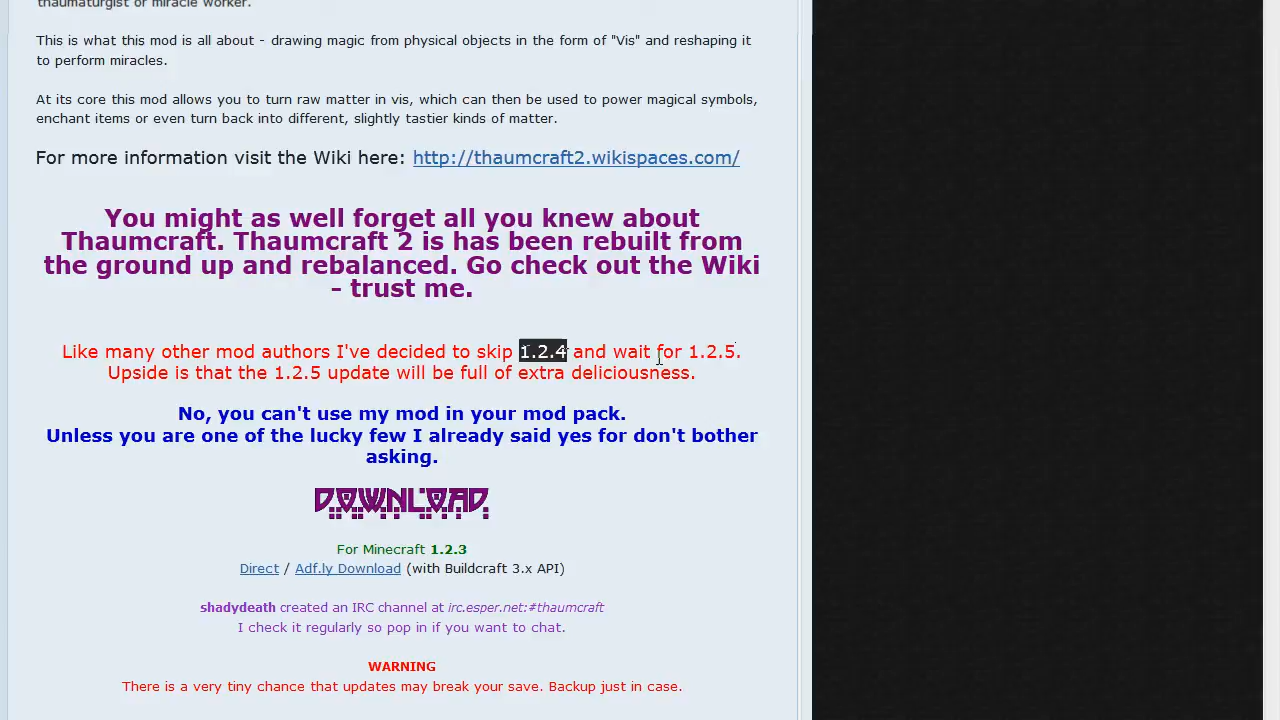 thaumaturgist or miracle worker.
This is what this mod is all about - drawing magic from physical objects in the form of "Vis" and reshaping it
to perform miracles.
At its core this mod allows you to turn raw matter in vis, which can then be used to power magical symbols,
enchant items or even turn back into different, slightly tastier kinds of matter.
For more information visit the Wiki here: http://thaumcraft2.wikispaces.com/
You might as well forget all you knew about
Thaumcraft. Thaumcraft 2 is has been rebuilt from
the ground up and rebalanced. Go check out the Wiki
- trust me.
Like many other mod authors I've decided to skip 1.2.4 and wait for 1.2.5.
Upside is that the 1.2.5 update will be full of extra deliciousness.
No, you can't use my mod in your mod pack.
Unless you are one of the lucky few I already said yes for don't bother
asking.
DOWNLOAD
For Minecraft 1.2.3
Direct / Adf.ly Download (with Buildcraft 3.x API)
shadydeath created an IRC channel at irc.esper.net:#thaumcraft
I check it regularly so pop in if you want to chat.
WARNING
There is a very tiny chance that updates may break your save. Backup just in case.